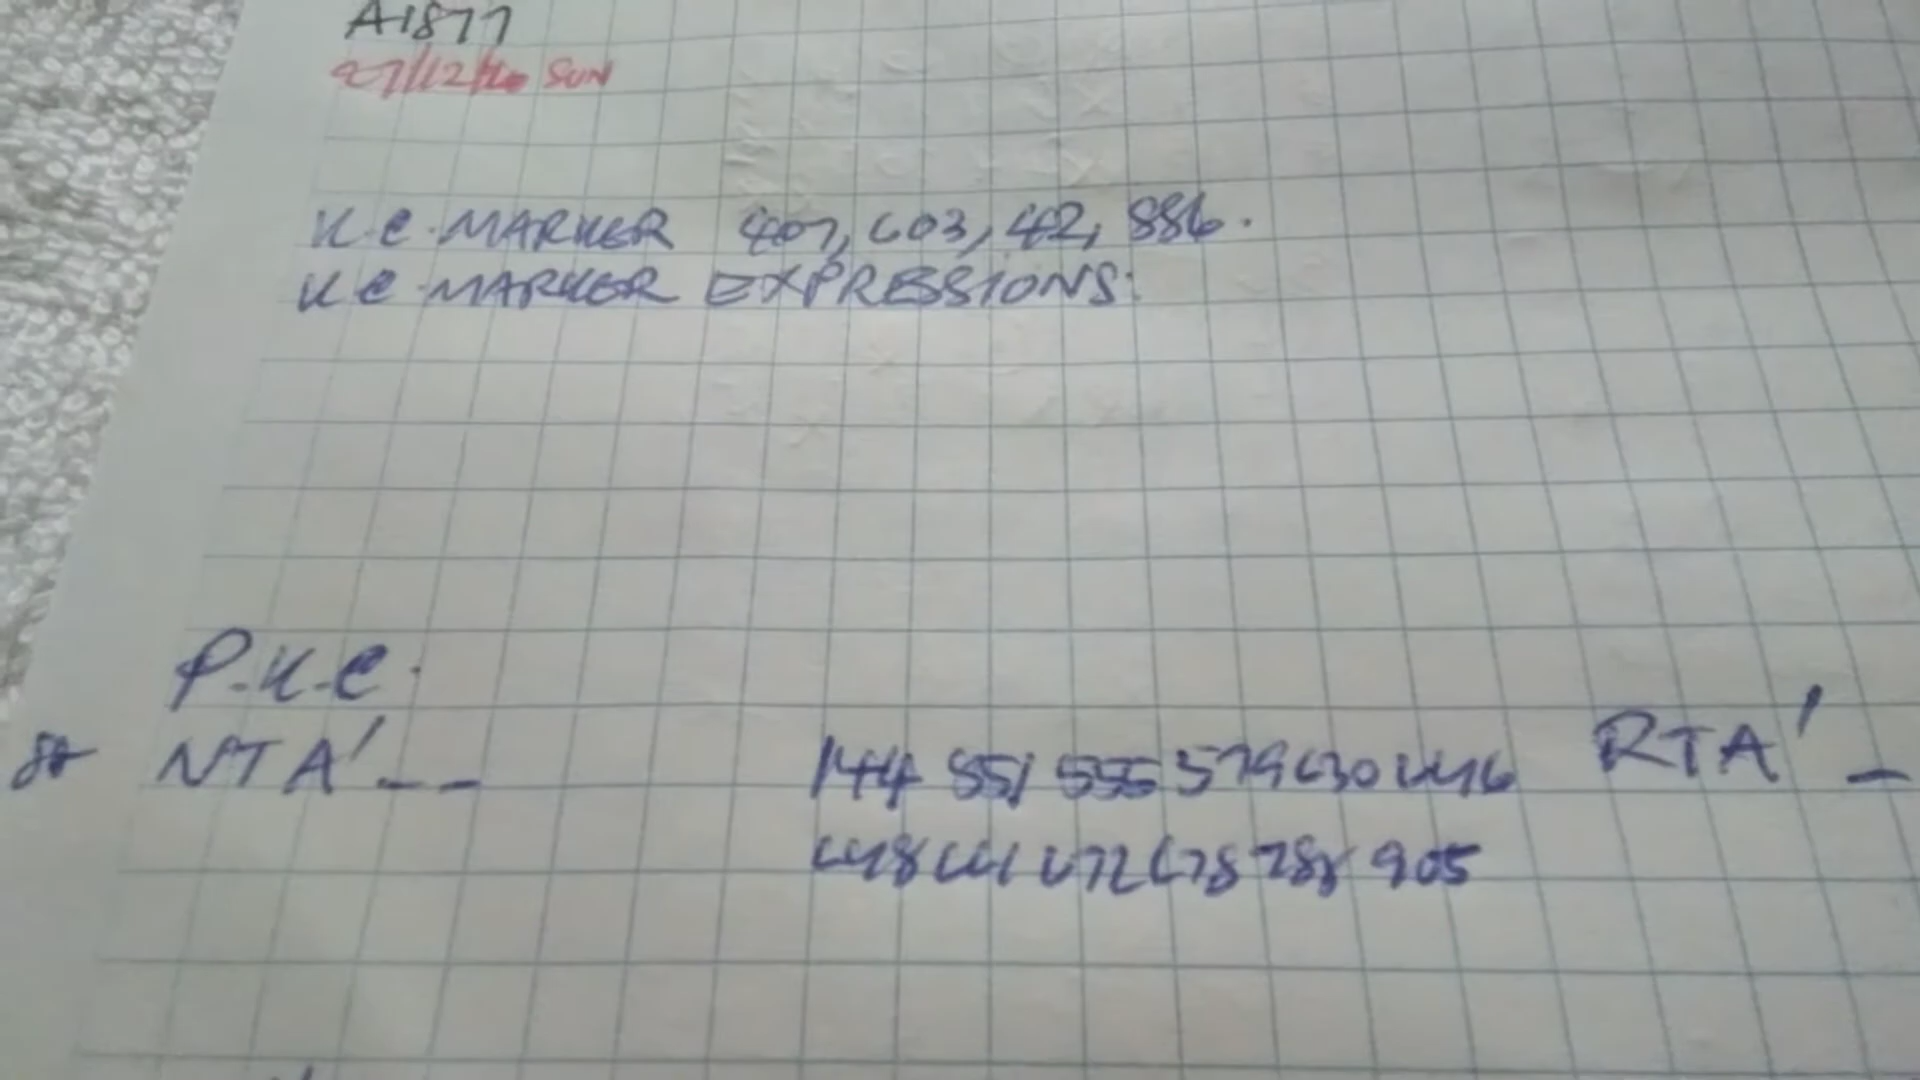 A1877
27/12/ SUN
K.C. MARKER 407, 603, 42, 886.
K C MARKER EXPRESSIONS:
P.K.C.
NTA'-- 144 551 555 579 630 646 RTA'-
648 661 672 678 788 905